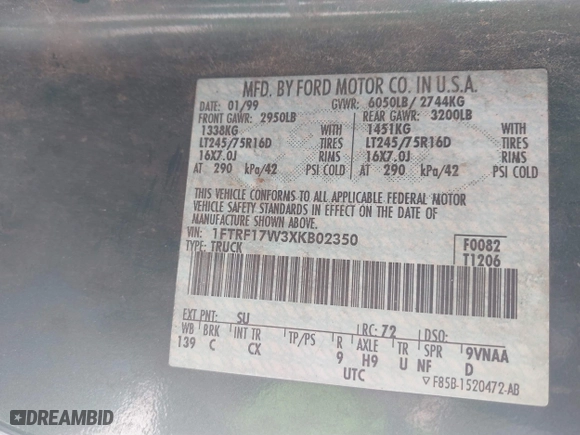 MFD. BY FORD MOTOR CO. IN U.S.A.
DATE: 01/99 GVWR: 6050LB/ 2744KG
FRONT GAWR: 2950LB REAR GAWR: 3200LB
1338KG WITH 1451KG WITH
LT245/75R16D TIRES LT245/75R16D TIRES
16X7.0J RIMS 16X7.0J RIMS
AT 290 kPa/42 PSI COLD AT 290 kPa/42 PSI COLD
THIS VEHICLE CONFORMS TO ALL APPLICABLE FEDERAL MOTOR
VEHICLE SAFETY STANDARDS IN EFFECT ON THE DATE OF
MANUFACTURE SHOWN ABOVE.
VIN: 1FTRF17W3XKB02350 F0082
TYPE: TRUCK T1206
EXT PNT: SU RC: 72 DSO:
WB BRK INT TR TP/PS R AXLE TR SPR 9VNAA
139 C CX 9 H9 U NF D
UTC
F85B-1520472-AB
DREAMBID